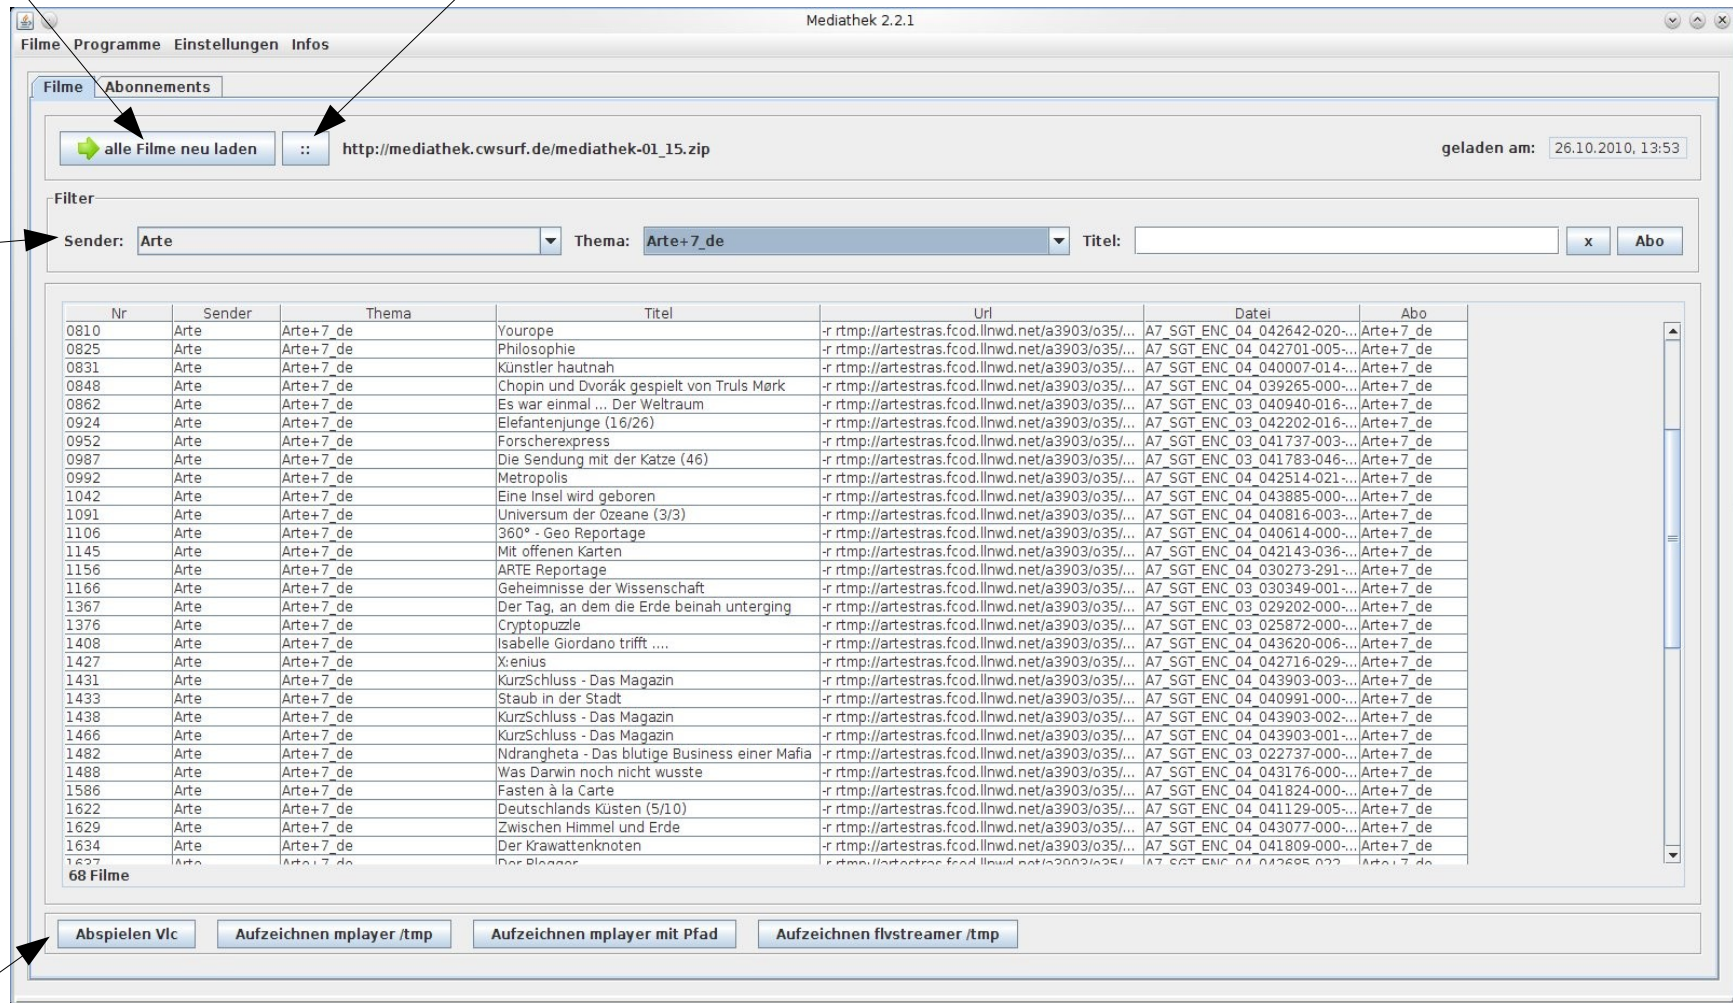 Mediathek 2.2.1
Filme Programme Einstellungen Infos
Filme Abonnements
alle Filme neu laden :: http://mediathek.cwsurf.de/mediathek-01_15.zip geladen am: 26.10.2010, 13:53
Filter
Sender: Arte Thema: Arte+7_de Titel: x Abo
Nr Sender Thema Titel Url Datei Abo
0810 Arte Arte+7_de Yourope -r rtmp://artestras.fcod.llnwd.net/a3903/o35/... A7_SGT_ENC_04_042642-020-... Arte+7_de
0825 Arte Arte+7_de Philosophie -r rtmp://artestras.fcod.llnwd.net/a3903/o35/... A7_SGT_ENC_04_042701-005-... Arte+7_de
0831 Arte Arte+7_de Künstler hautnah -r rtmp://artestras.fcod.llnwd.net/a3903/o35/... A7_SGT_ENC_04_040007-014-... Arte+7_de
0848 Arte Arte+7_de Chopin und Dvorák gespielt von Truls Mørk -r rtmp://artestras.fcod.llnwd.net/a3903/o35/... A7_SGT_ENC_04_039265-000-... Arte+7_de
0862 Arte Arte+7_de Es war einmal ... Der Weltraum -r rtmp://artestras.fcod.llnwd.net/a3903/o35/... A7_SGT_ENC_03_040940-016-... Arte+7_de
0924 Arte Arte+7_de Elefantenjunge (16/26) -r rtmp://artestras.fcod.llnwd.net/a3903/o35/... A7_SGT_ENC_03_042202-016-... Arte+7_de
0952 Arte Arte+7_de Forscherexpress -r rtmp://artestras.fcod.llnwd.net/a3903/o35/... A7_SGT_ENC_03_041737-003-... Arte+7_de
0987 Arte Arte+7_de Die Sendung mit der Katze (46) -r rtmp://artestras.fcod.llnwd.net/a3903/o35/... A7_SGT_ENC_03_041783-046-... Arte+7_de
0992 Arte Arte+7_de Metropolis -r rtmp://artestras.fcod.llnwd.net/a3903/o35/... A7_SGT_ENC_04_042514-021-... Arte+7_de
1042 Arte Arte+7_de Eine Insel wird geboren -r rtmp://artestras.fcod.llnwd.net/a3903/o35/... A7_SGT_ENC_04_043885-000-... Arte+7_de
1091 Arte Arte+7_de Universum der Ozeane (3/3) -r rtmp://artestras.fcod.llnwd.net/a3903/o35/... A7_SGT_ENC_04_040816-003-... Arte+7_de
1106 Arte Arte+7_de 360° - Geo Reportage -r rtmp://artestras.fcod.llnwd.net/a3903/o35/... A7_SGT_ENC_04_040614-000-... Arte+7_de
1145 Arte Arte+7_de Mit offenen Karten -r rtmp://artestras.fcod.llnwd.net/a3903/o35/... A7_SGT_ENC_04_042143-036-... Arte+7_de
1156 Arte Arte+7_de ARTE Reportage -r rtmp://artestras.fcod.llnwd.net/a3903/o35/... A7_SGT_ENC_04_030273-291-... Arte+7_de
1166 Arte Arte+7_de Geheimnisse der Wissenschaft -r rtmp://artestras.fcod.llnwd.net/a3903/o35/... A7_SGT_ENC_03_030349-001-... Arte+7_de
1367 Arte Arte+7_de Der Tag, an dem die Erde beinah unterging -r rtmp://artestras.fcod.llnwd.net/a3903/o35/... A7_SGT_ENC_03_029202-000-... Arte+7_de
1376 Arte Arte+7_de Cryptopuzzle -r rtmp://artestras.fcod.llnwd.net/a3903/o35/... A7_SGT_ENC_03_025872-000-... Arte+7_de
1408 Arte Arte+7_de Isabelle Giordano trifft .... -r rtmp://artestras.fcod.llnwd.net/a3903/o35/... A7_SGT_ENC_04_043620-006-... Arte+7_de
1427 Arte Arte+7_de X:enius -r rtmp://artestras.fcod.llnwd.net/a3903/o35/... A7_SGT_ENC_04_042716-029-... Arte+7_de
1431 Arte Arte+7_de KurzSchluss - Das Magazin -r rtmp://artestras.fcod.llnwd.net/a3903/o35/... A7_SGT_ENC_04_043903-003-... Arte+7_de
1433 Arte Arte+7_de Staub in der Stadt -r rtmp://artestras.fcod.llnwd.net/a3903/o35/... A7_SGT_ENC_04_040991-000-... Arte+7_de
1438 Arte Arte+7_de KurzSchluss - Das Magazin -r rtmp://artestras.fcod.llnwd.net/a3903/o35/... A7_SGT_ENC_04_043903-002-... Arte+7_de
1466 Arte Arte+7_de KurzSchluss - Das Magazin -r rtmp://artestras.fcod.llnwd.net/a3903/o35/... A7_SGT_ENC_04_043903-001-... Arte+7_de
1482 Arte Arte+7_de Ndrangheta - Das blutige Business einer Mafia -r rtmp://artestras.fcod.llnwd.net/a3903/o35/... A7_SGT_ENC_03_022737-000-... Arte+7_de
1488 Arte Arte+7_de Was Darwin noch nicht wusste -r rtmp://artestras.fcod.llnwd.net/a3903/o35/... A7_SGT_ENC_04_043176-000-... Arte+7_de
1586 Arte Arte+7_de Fasten à la Carte -r rtmp://artestras.fcod.llnwd.net/a3903/o35/... A7_SGT_ENC_04_041824-000-... Arte+7_de
1622 Arte Arte+7_de Deutschlands Küsten (5/10) -r rtmp://artestras.fcod.llnwd.net/a3903/o35/... A7_SGT_ENC_04_041129-005-... Arte+7_de
1629 Arte Arte+7_de Zwischen Himmel und Erde -r rtmp://artestras.fcod.llnwd.net/a3903/o35/... A7_SGT_ENC_04_043077-000-... Arte+7_de
1634 Arte Arte+7_de Der Krawattenknoten -r rtmp://artestras.fcod.llnwd.net/a3903/o35/... A7_SGT_ENC_04_041809-000-... Arte+7_de
1637 Arte Arte+7_de Der Blogger
68 Filme
Abspielen Vlc Aufzeichnen mplayer /tmp Aufzeichnen mplayer mit Pfad Aufzeichnen flvstreamer /tmp